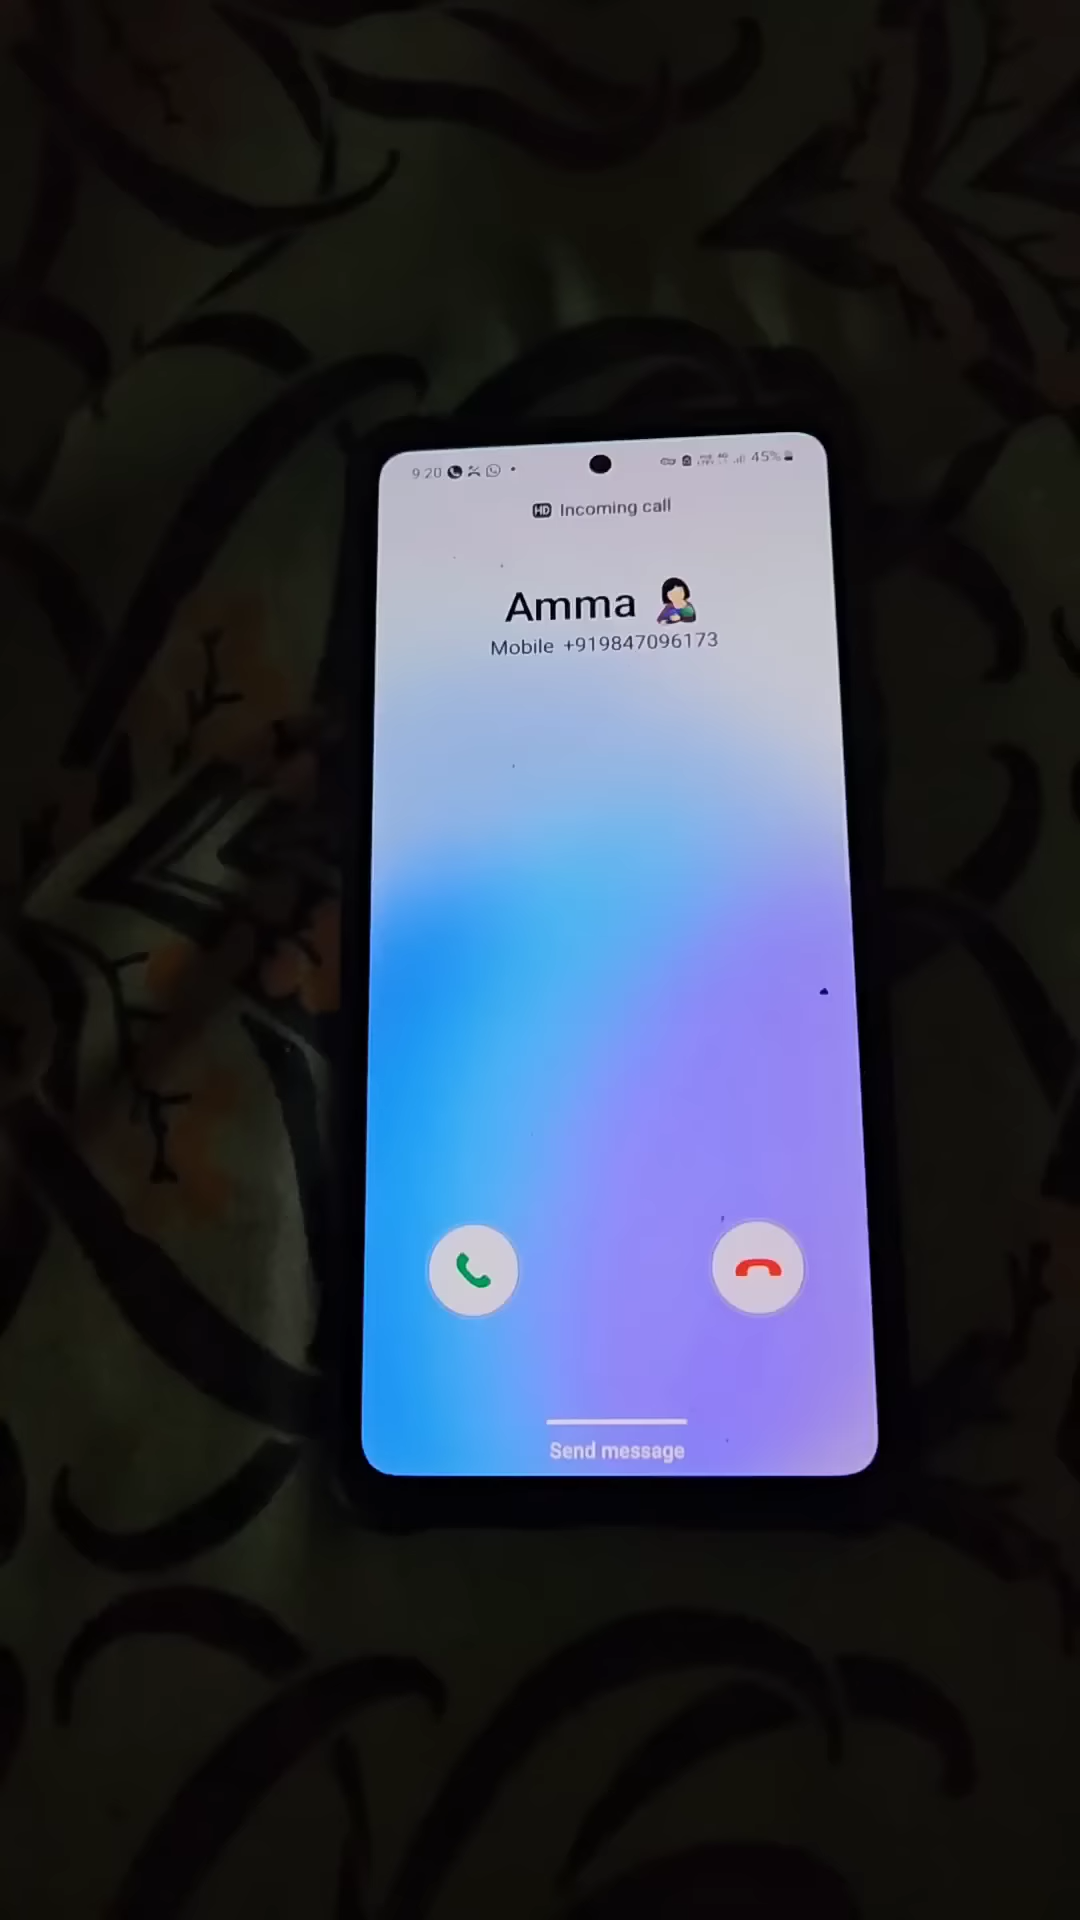 9:20 45%
HD Incoming call
Amma
Mobile +919847096173
Send message